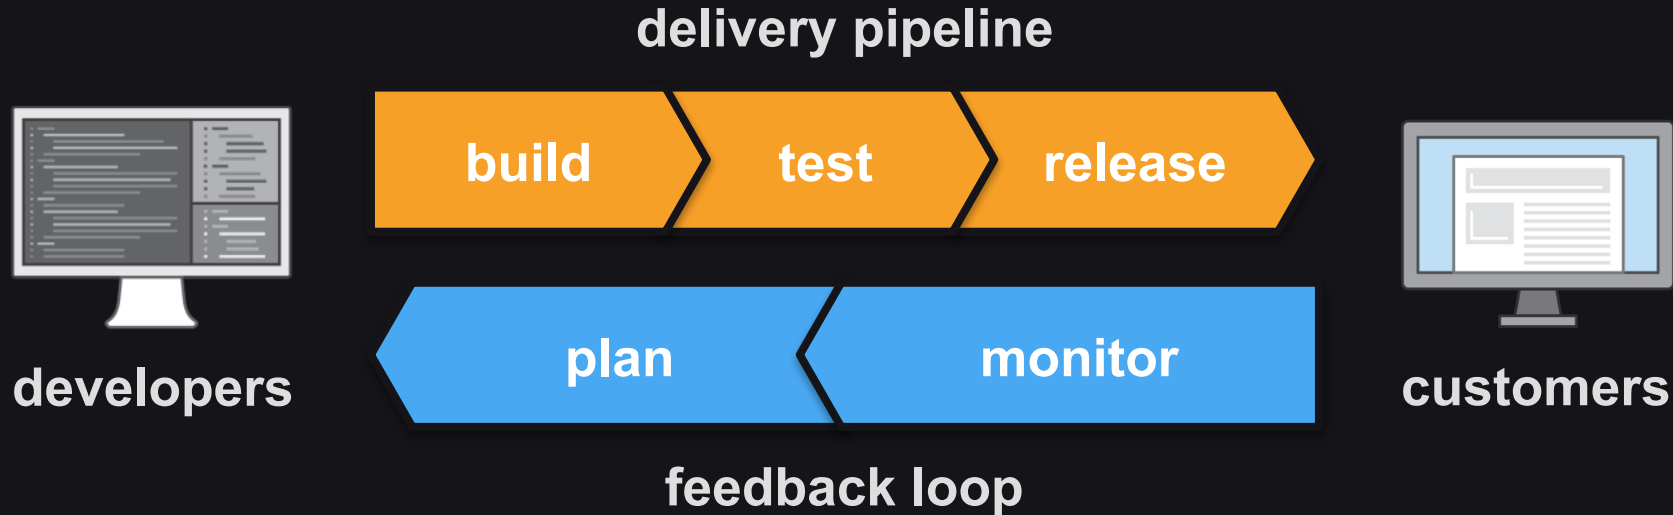 delivery pipeline
build test release
plan monitor
developers
customers
feedback loop